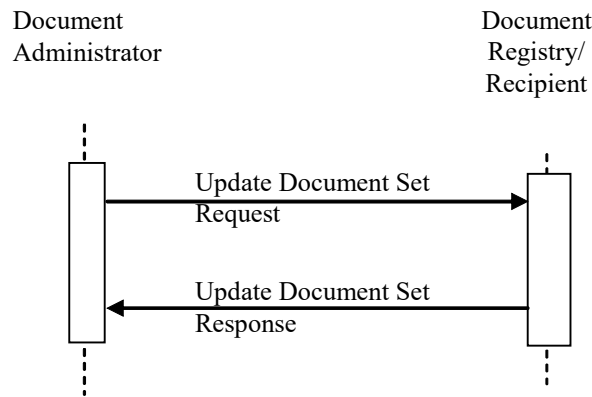 Document
Administrator
Document
Registry/
Recipient
Update Document Set
Request
Update Document Set
Response